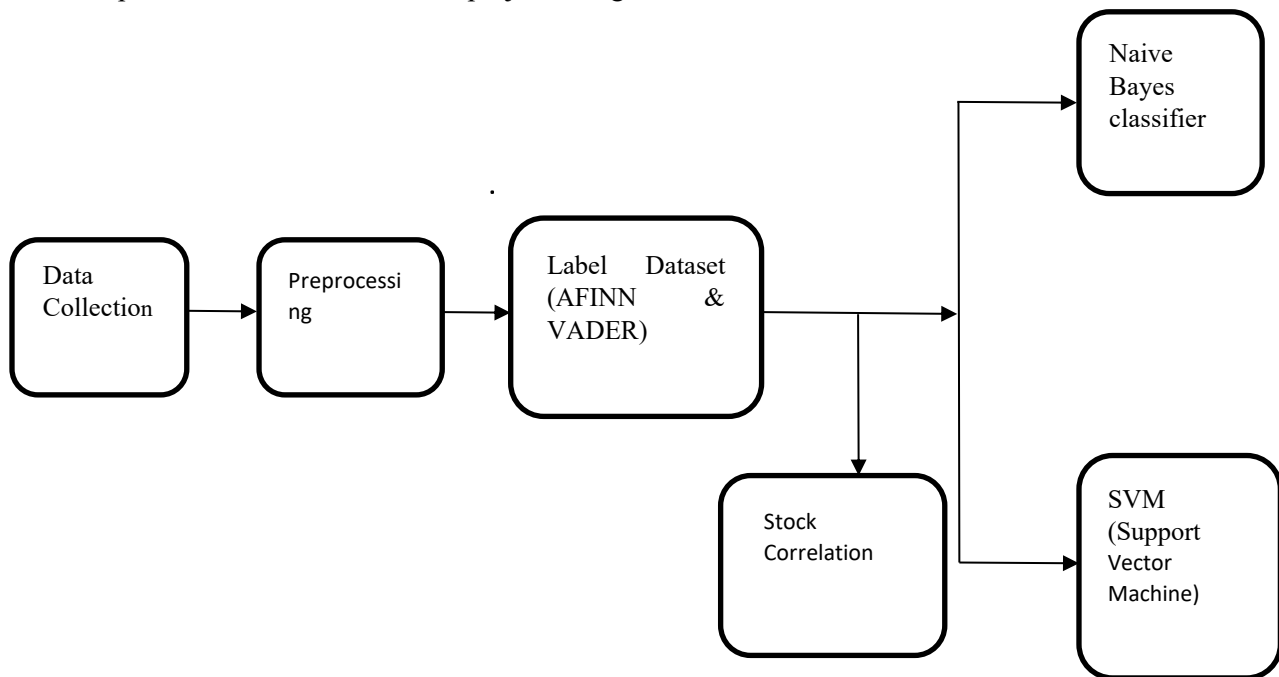 Naive
Bayes
classifier
Data
Collection
Preprocessi
ng
Label Dataset
(AFINN &
VADER)
Stock
Correlation
SVM
(Support
Vector
Machine)